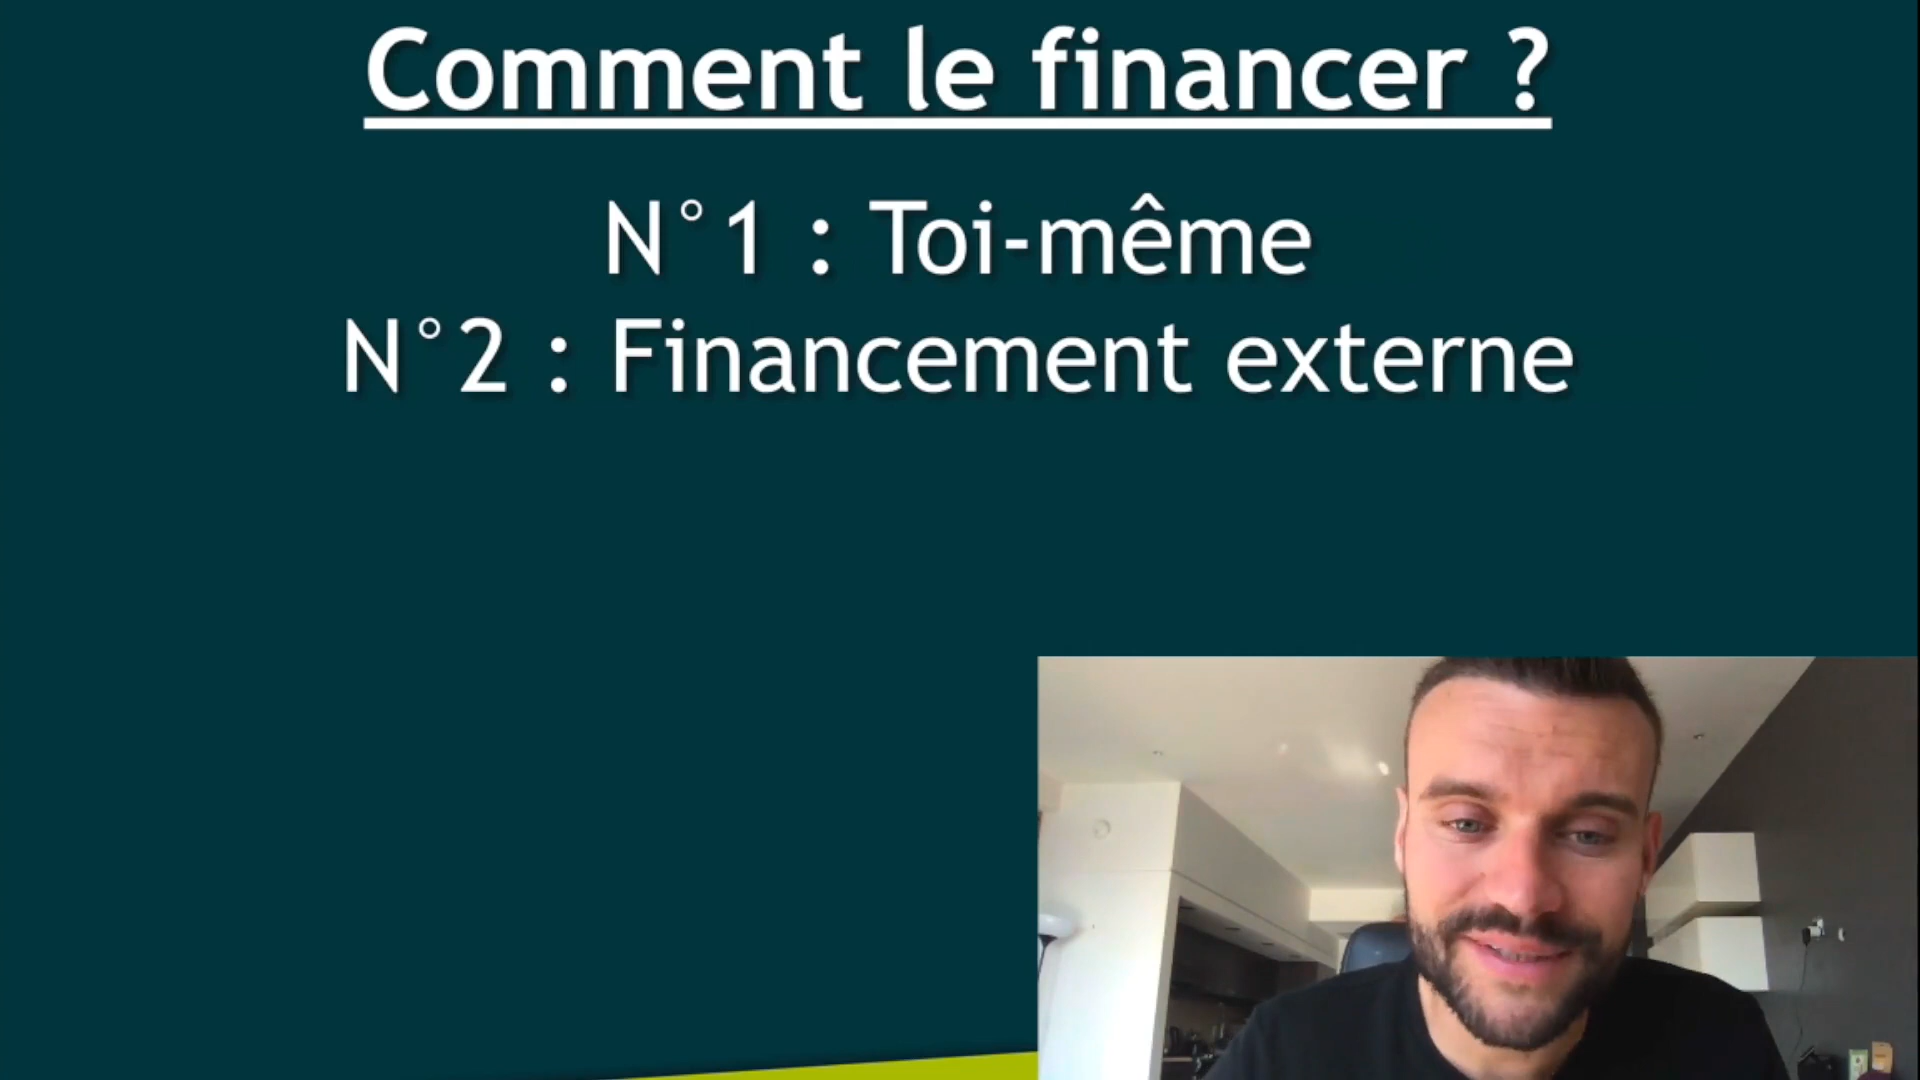 Comment le financer ?
N°1 : Toi-même
N°2 : Financement externe